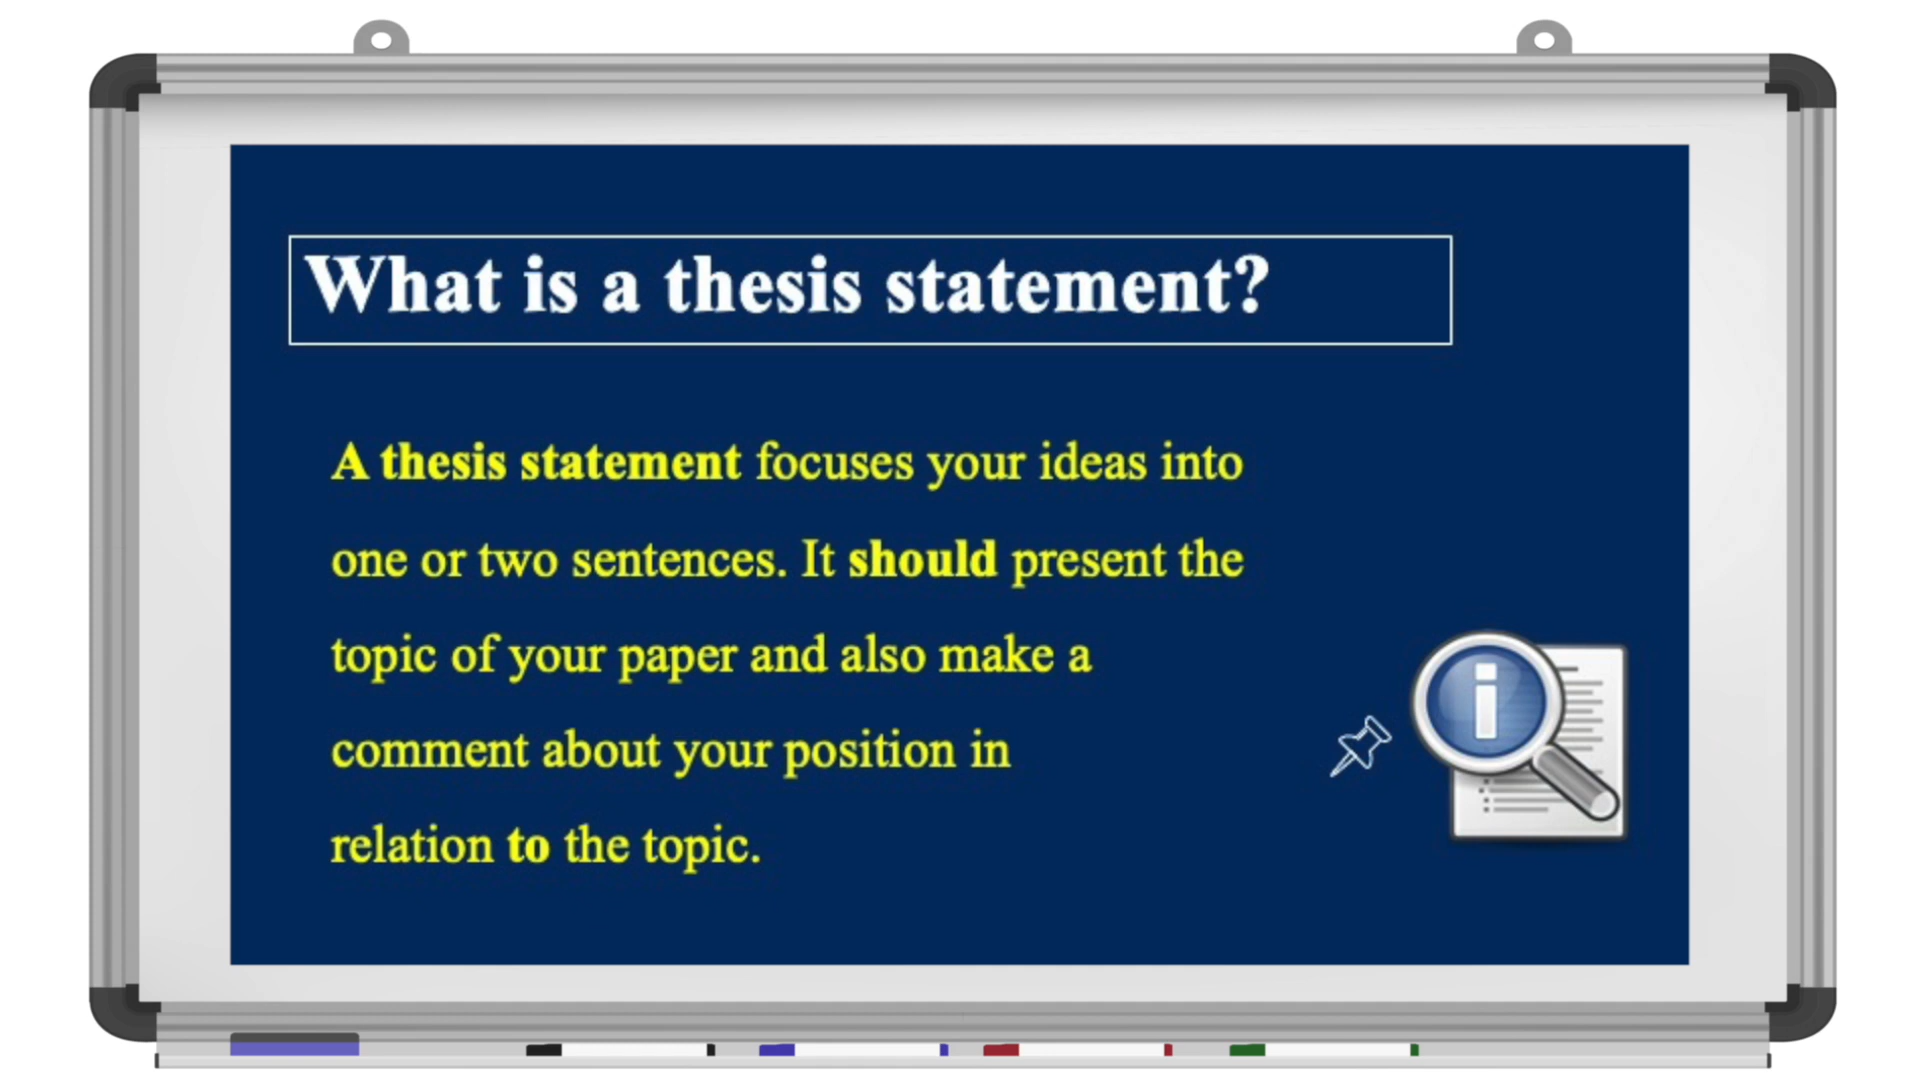 What is a thesis statement?
A thesis statement focuses your ideas into
one or two sentences. It should present the
topic of your paper and also make a
comment about your position in
relation to the topic.